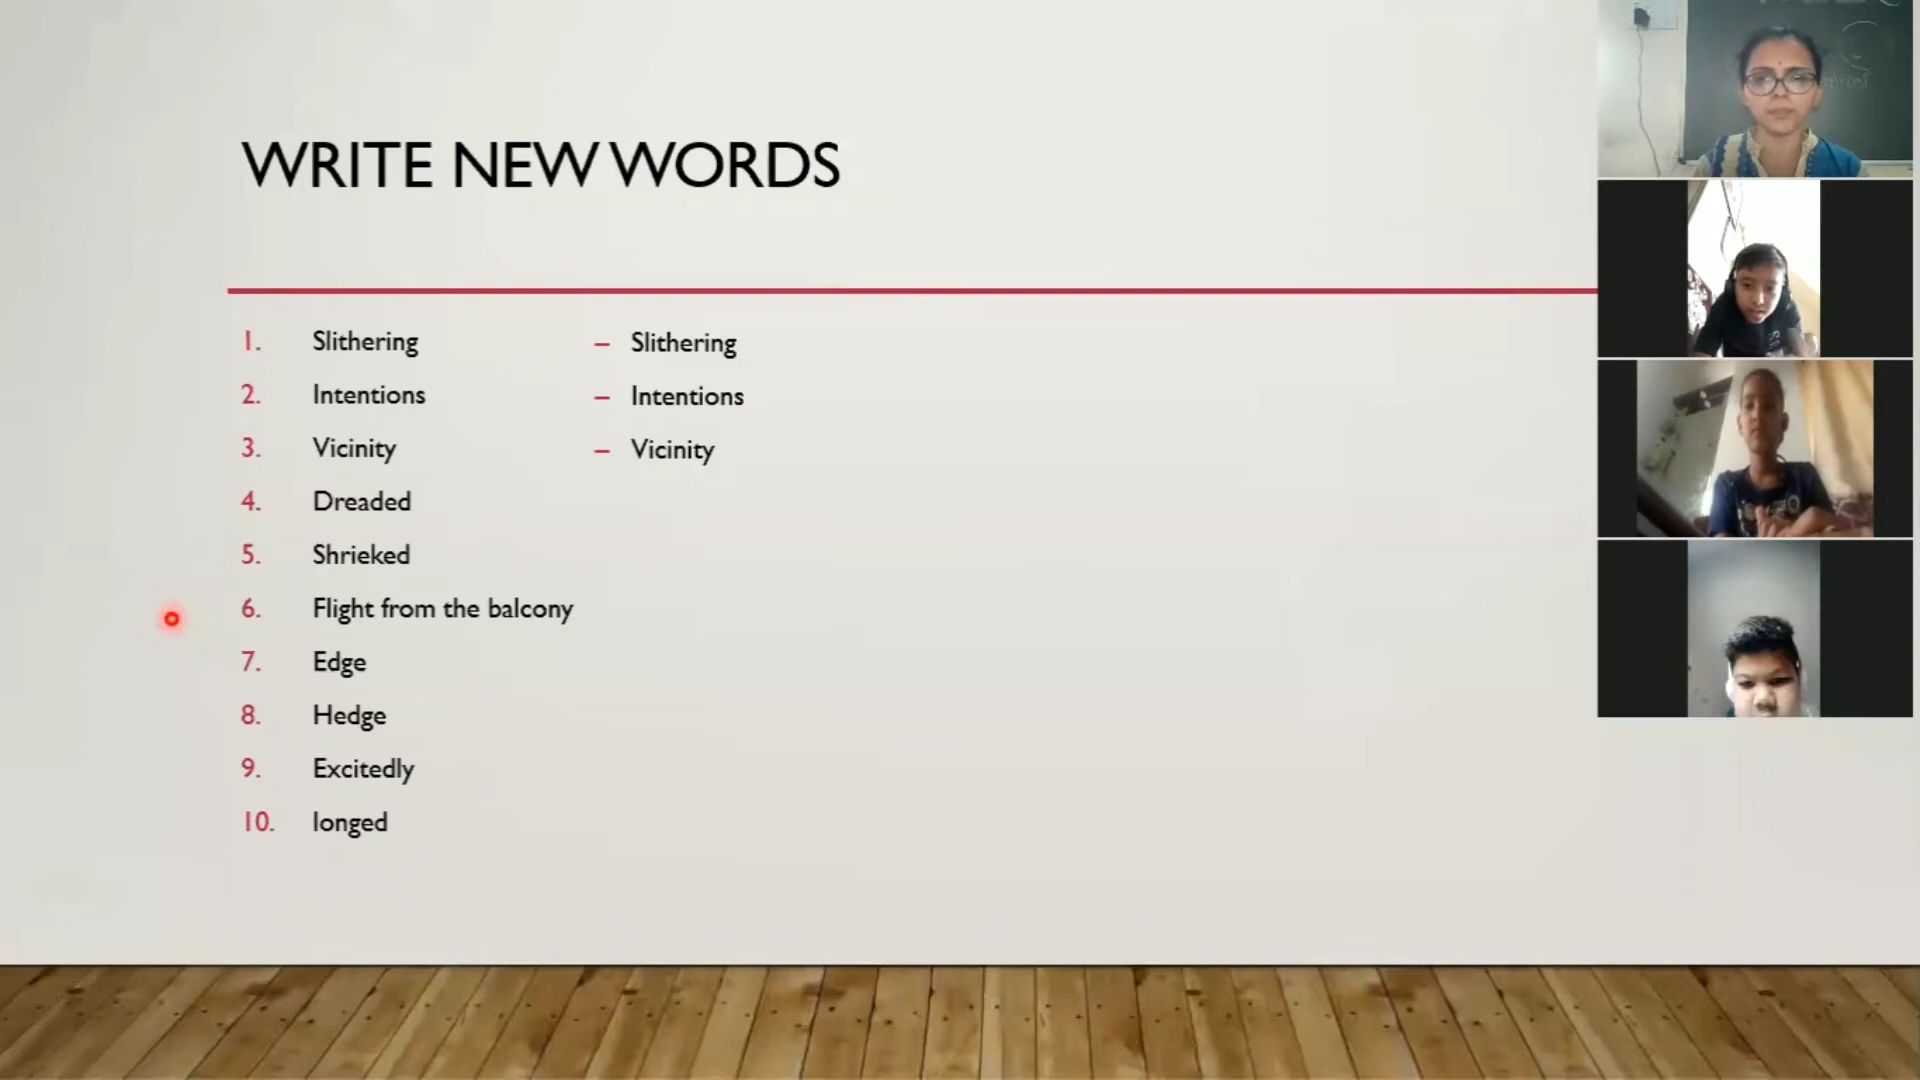 WRITE NEW WORDS
1. Slithering – Slithering
2. Intentions – Intentions
3. Vicinity – Vicinity
4. Dreaded
5. Shrieked
6. Flight from the balcony
7. Edge
8. Hedge
9. Excitedly
10. longed